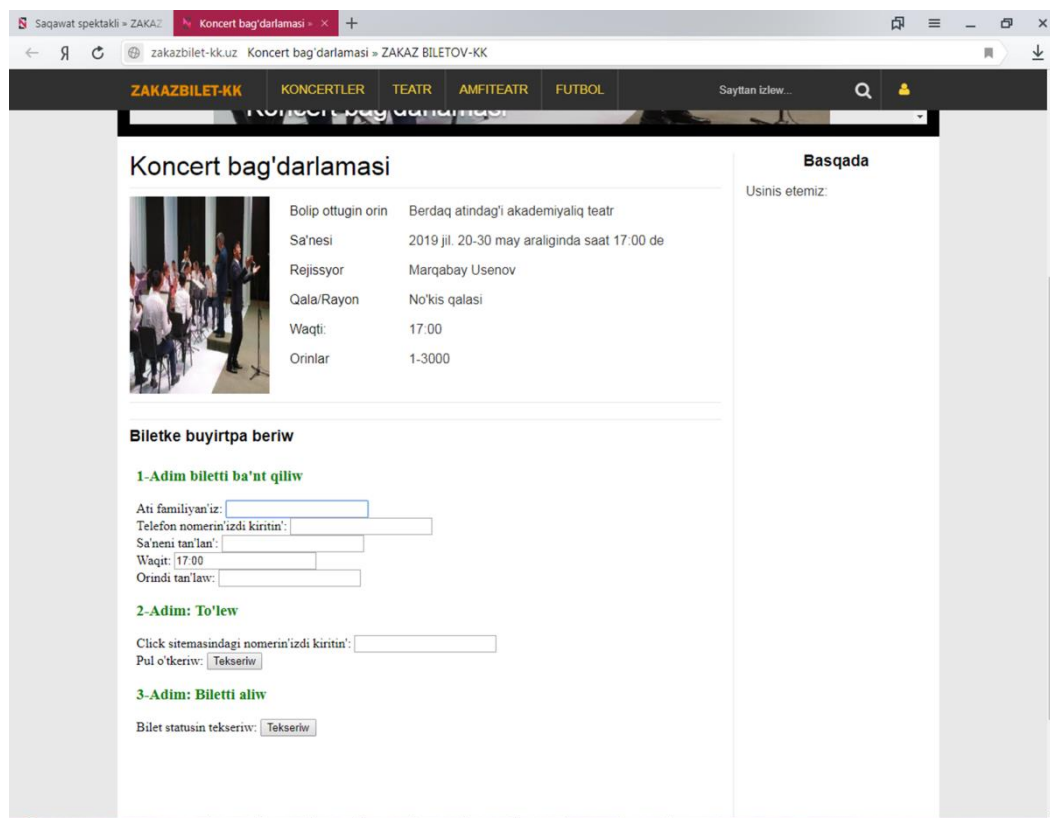 Saqawat spektakli » ZAKAZ
Koncert bag'darlamasi »
zakazbilet-kk.uz Koncert bag'darlamasi » ZAKAZ BILETOV-KK
ZAKAZBILET-KK KONCERTLER TEATR AMFITEATR FUTBOL Sayttan izlew...
Koncert bag'darlamasi
Koncert bag'darlamasi
Basqada
Usinis etemiz:
Bolip ottugin orin Berdaq atindag'i akademiyaliq teatr
Sa'nesi 2019 jil. 20-30 may araliginda saat 17:00 de
Rejissyor Marqabay Usenov
Qala/Rayon No'kis qalasi
Waqti: 17:00
Orinlar 1-3000
Biletke buyirtpa beriw
1-Adim biletti ba'nt qiliw
Ati familiyan'iz:
Telefon nomerin'izdi kiritin':
Sa'neni tan'lan':
Waqit: 17:00
Orindi tan'law:
2-Adim: To'lew
Click sitemasindagi nomerin'izdi kiritin':
Pul o'tkeriw: Tekseriw
3-Adim: Biletti aliw
Bilet statusin tekseriw: Tekseriw